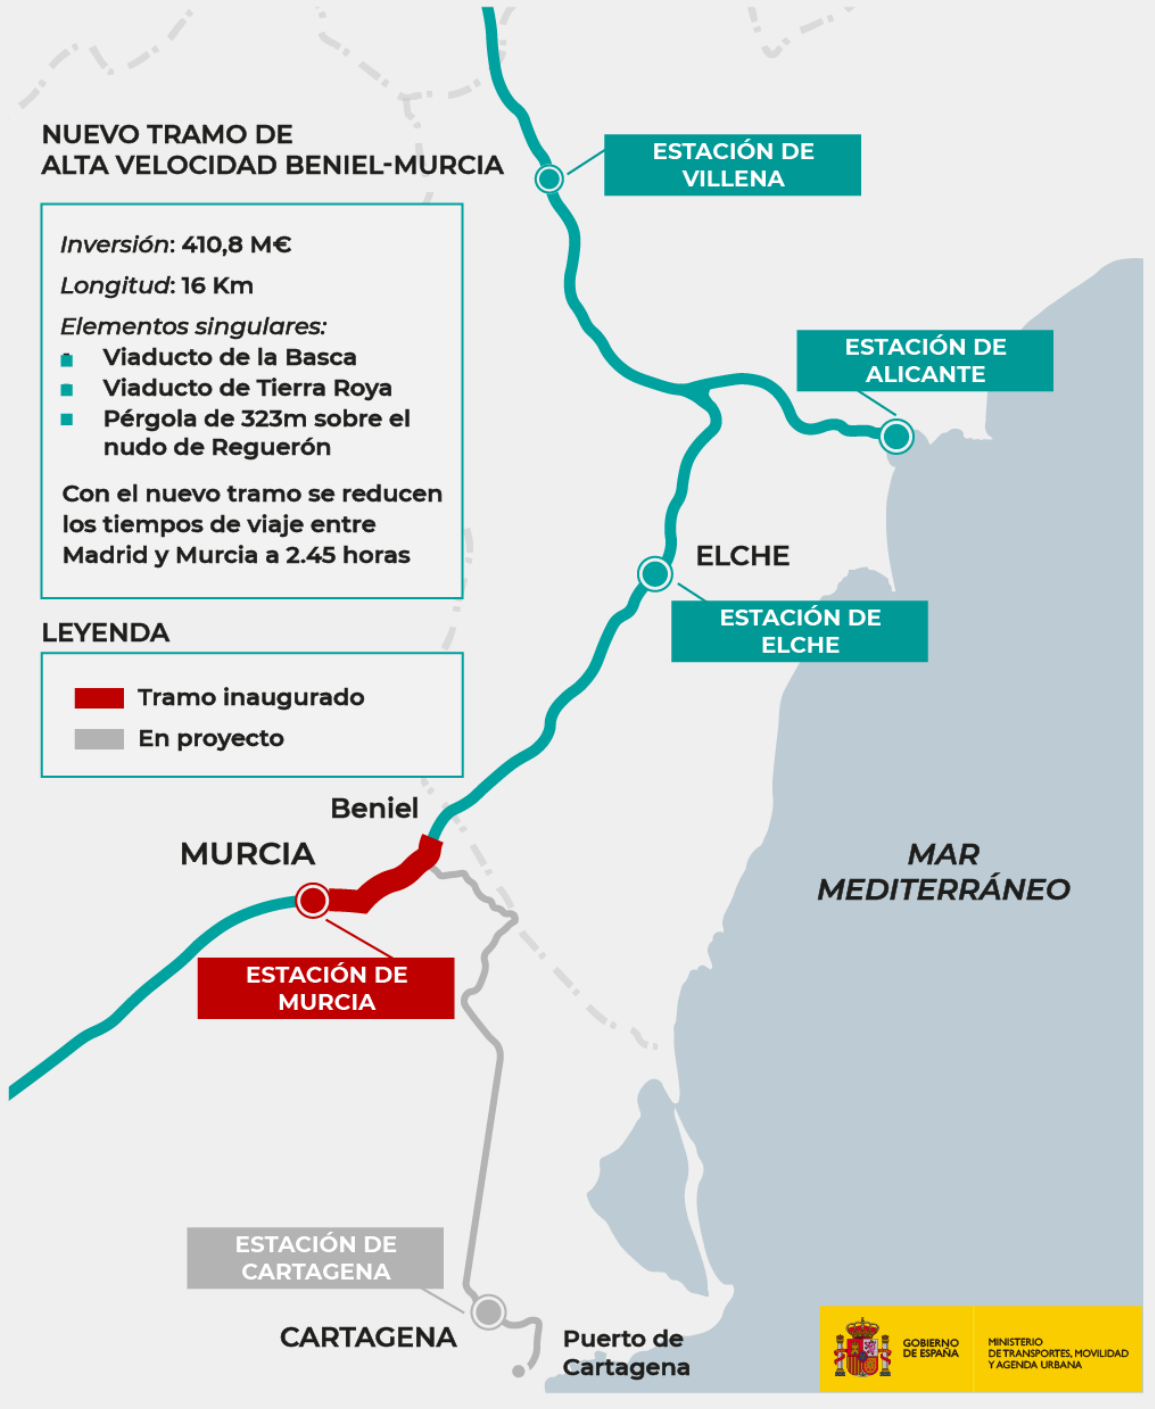 NUEVO TRAMO DE
ALTA VELOCIDAD BENIEL-MURCIA
Inversión: 410,8 M€
Longitud: 16 Km
Elementos singulares:
Viaducto de la Basca
Viaducto de Tierra Roya
Pérgola de 323m sobre el
nudo de Reguerón
Con el nuevo tramo se reducen
los tiempos de viaje entre
Madrid y Murcia a 2.45 horas
LEYENDA
Tramo inaugurado
En proyecto
ESTACIÓN DE
VILLENA
ESTACIÓN DE
ALICANTE
ELCHE
ESTACIÓN DE
ELCHE
Beniel
MURCIA
ESTACIÓN DE
MURCIA
MAR
MEDITERRÁNEO
ESTACIÓN DE
CARTAGENA
CARTAGENA
Puerto de
Cartagena
GOBIERNO
DE ESPAÑA
MINISTERIO
DE TRANSPORTES, MOVILIDAD
Y AGENDA URBANA